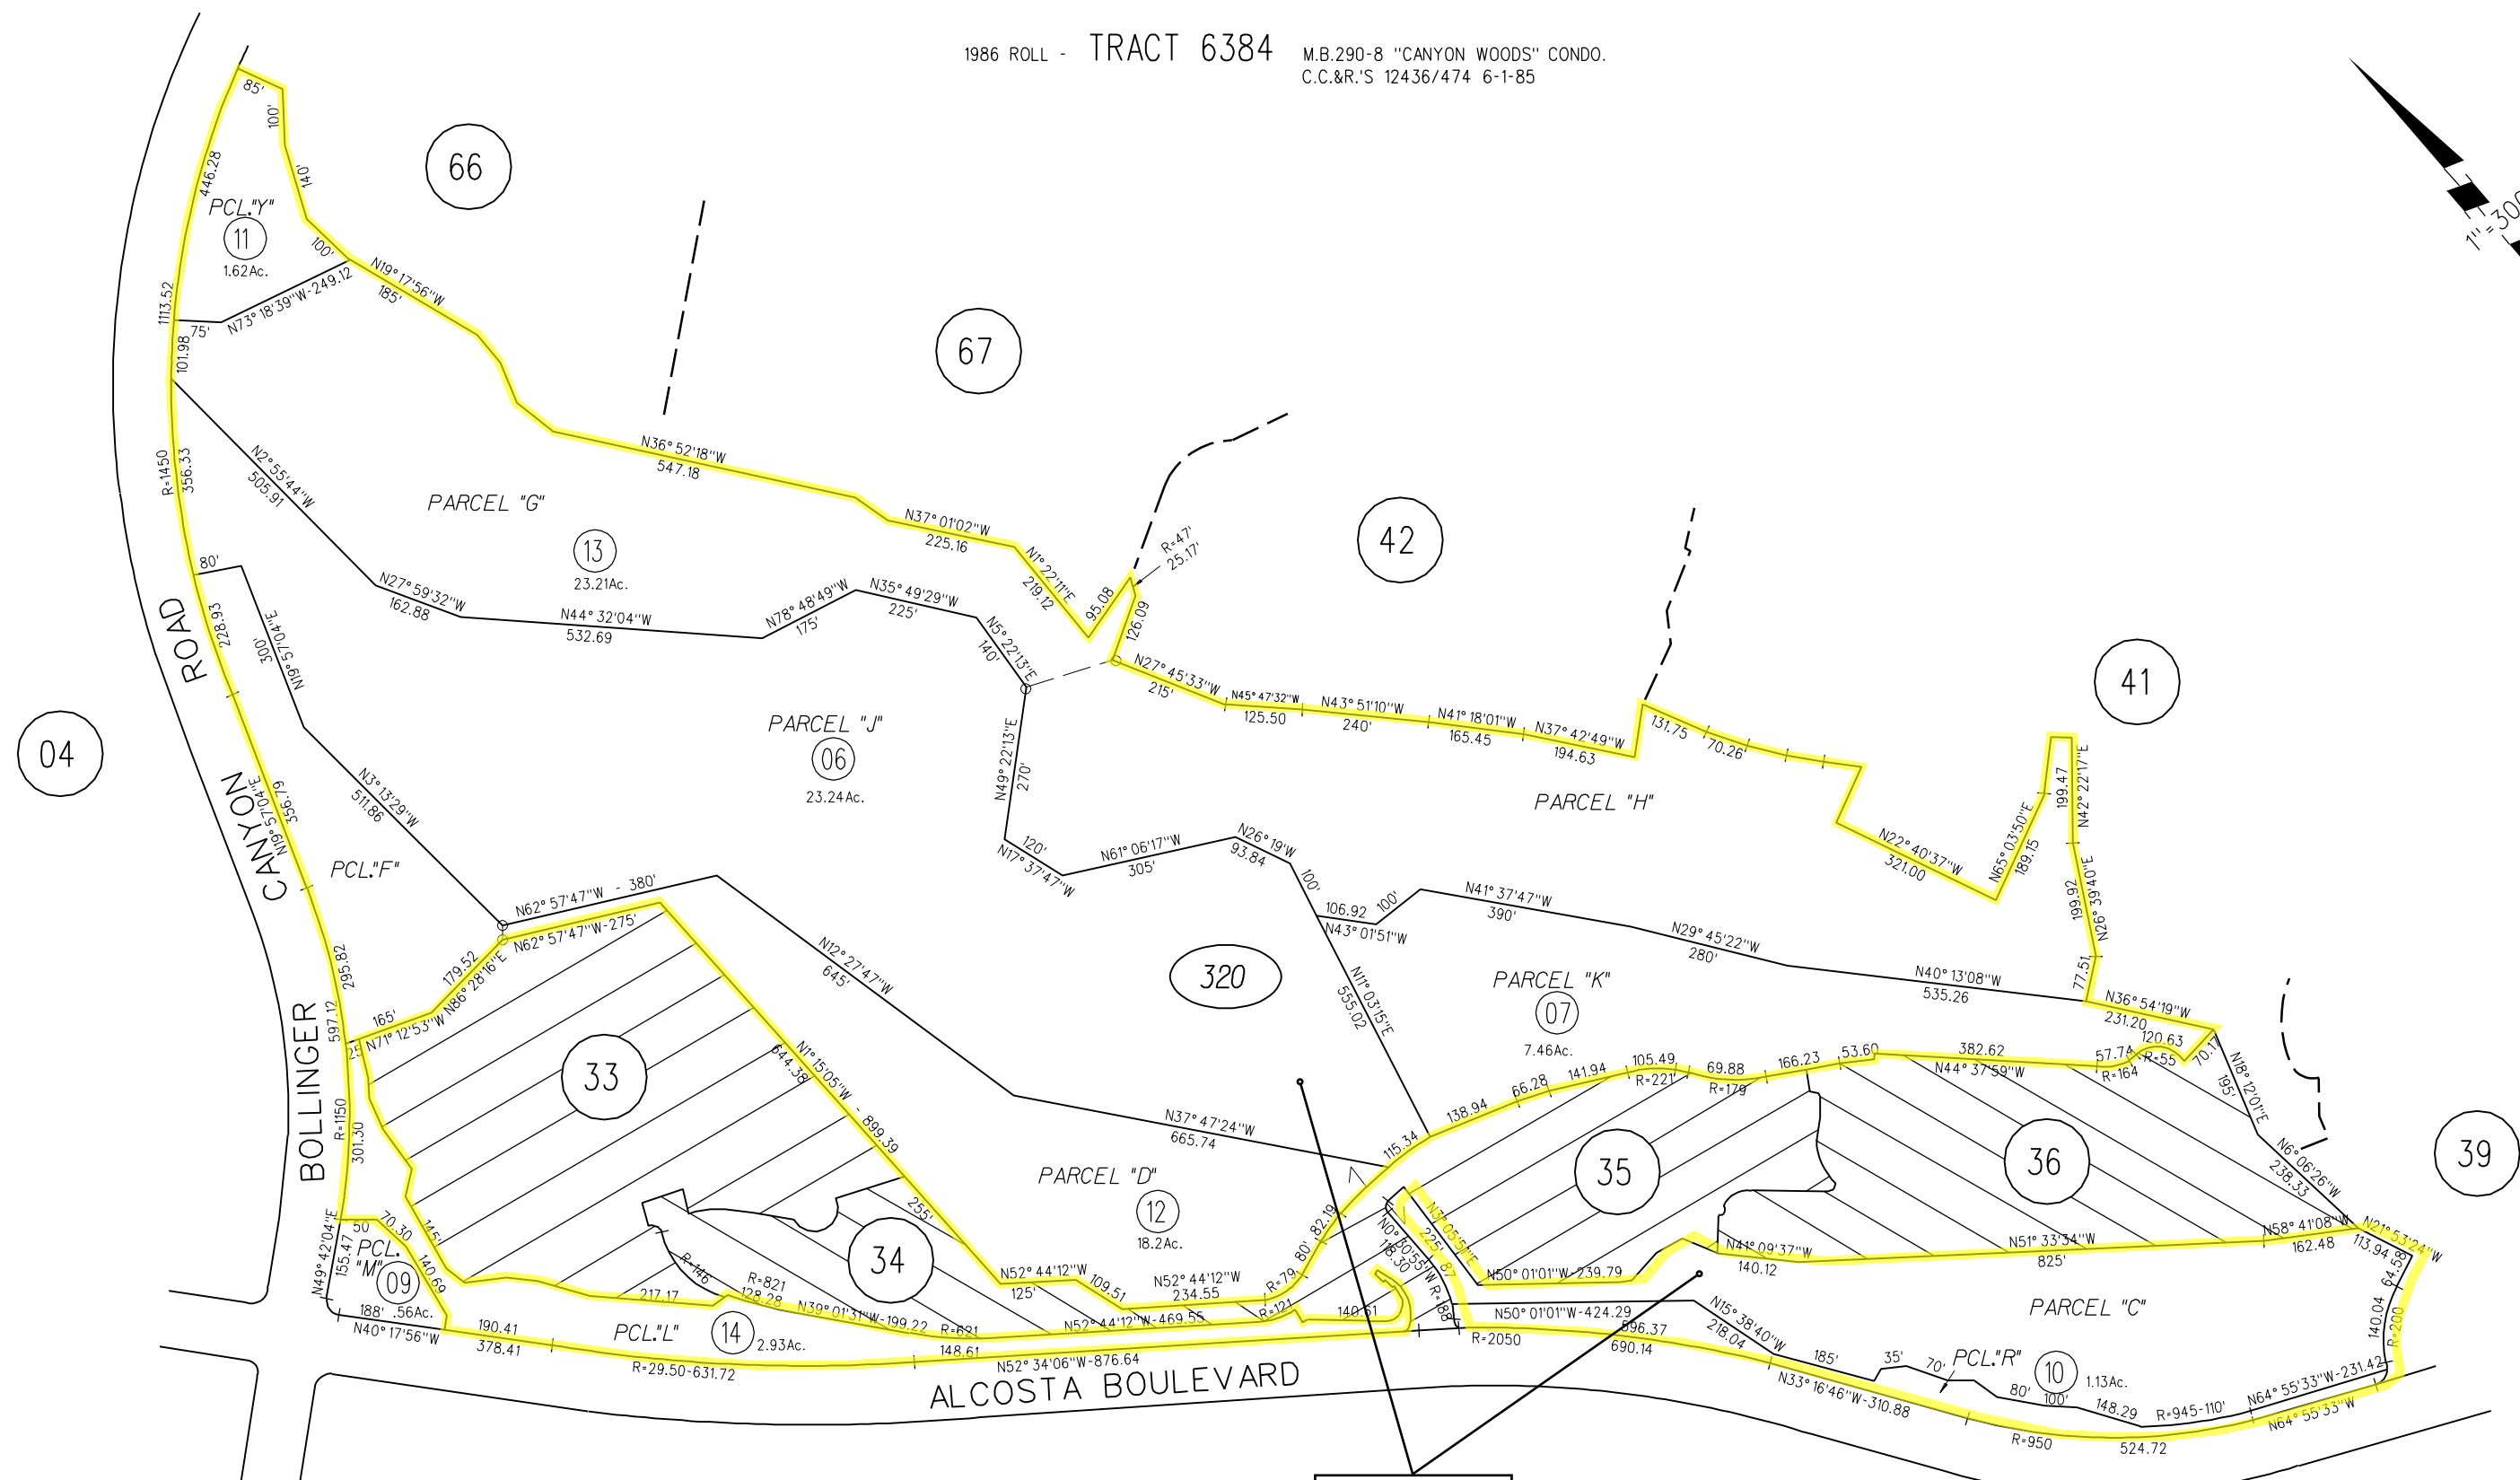 1986 ROLL - TRACT 6384 M.B.290-8 "CANYON WOODS" CONDO.
C.C.&R.'S 12436/474 6-1-85
85'
100'
140'
446.28
PCL."Y"
11
1.62Ac.
100'
N73°18'39"W-249.12
75'
1113.52
101.98
N19°17'56"W
185'
66
67
42
41
39
04
1"=300
N36°52'18"W
547.18
N37°01'02"W
225.16
N1°22'11"E
219.12
95.08
R=47'
25.17'
126.09
R=1450
356.33
N2°55'44"W
505.91
PARCEL "G"
13
23.21Ac.
N27°59'32"W
162.88
N44°32'04"W
532.69
N78°48'49"W
175'
N35°49'29"W
225'
N5°22'13"E
140'
80'
228.93
N19°57'04"E
300'
ROAD
CANYON
BOLLINGER
356.79
N19°57'04"E
N3°13'29"W
511.86
PCL."F"
PARCEL "J"
06
23.24Ac.
N49°22'13"E
270'
120'
N17°37'47"W
N61°06'17"W
305'
N26°19'W
93.84
100'
N27°45'33"W
215'
N45°47'32"W
125.50
N43°51'10"W
240'
N41°18'01"W
165.45
N37°42'49"W
194.63
131.75
70.26
PARCEL "H"
N22°40'37"W
321.00
N65°03'50"E
189.15
199.47
N42°22'17"E
199.92
N26°39'40"E
77.51
N62°57'47"W - 380'
N62°57'47"W-275'
179.52
N86°28'16"E
165'
N71°12'53"W
25
295.82
597.12
R=1150
301.30
N12°27'47"W
645'
320
106.92
N43°01'51"W
100'
N41°37'47"W
390'
N29°45'22"W
280'
N40°13'08"W
535.26
N36°54'19"W
231.20
PARCEL "K"
07
7.46Ac.
N11°03'15"E
555.02
33
644.38
N1°15'05"W - 899.39
255'
N37°47'24"W
665.74
115.34
138.94
66.28
141.94
105.49
R=221'
69.88
R=179
166.23
53.60
382.62
N44°37'59"W
57.74
R=164
120.63
R=55
70.17
N18°12'01"E
195'
N6°06'26"W
238.33
PARCEL "D"
12
18.2Ac.
34
35
36
82.19
80'
R=79
R=121
N52°44'12"W
125'
109.51
N52°44'12"W
234.55
N52°44'12"W-469.55
140.61
N0°30'55"W
118.30
N3°05'51"E
225'
87
R=188
N50°01'01"W-239.79
N50°01'01"W-424.29
N41°09'37"W
140.12
N51°33'34"W
825'
N58°41'08"W
162.48
N21°53'24"W
113.94
64.58
140.04
R=200
PARCEL "C"
145'
50
70.30
140.69
PCL.
"M"
09
188' .56Ac.
N49°42'04"E
155.47
N40°17'56"W
190.41
378.41
217.17
R=146
R=821
128.28
N39°01'31"W-199.22
R=621
148.61
PCL."L"
14
2.93Ac.
R=29.50-631.72
N52°34'06"W-876.64
ALCOSTA BOULEVARD
R=2050
596.37
690.14
N15°38'40"W
218.04
185'
35'
70'
PCL."R"
10
1.13Ac.
80'
100'
148.29
R=945-110'
N64°55'33"W-231.42
N64°55'33"W
N33°16'46"W-310.88
R=950
524.72